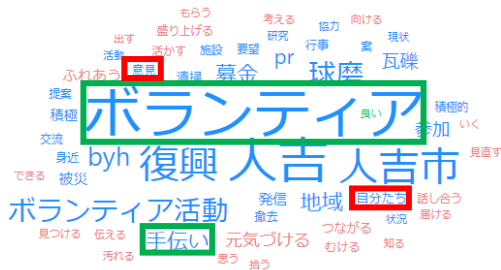 もらう 考える 協力 向ける
出す 盛り上げる 研究 現状
活動 活かす 施設 要望 pr 行事 案 瓦礫
ふれあう 意見 清掃 募金 球磨
提案 ボランティア 良い 積極的
積極 参加 いく
交流 身近 byh 復興 人吉 人吉市 見直す
できる 被災
ボランティア活動 発信 地域 自分たち 話し合う
撤去 状況 届ける
見つける 伝える 手伝い 元気づける つながる
むける 知る
汚れる 思う 拾う